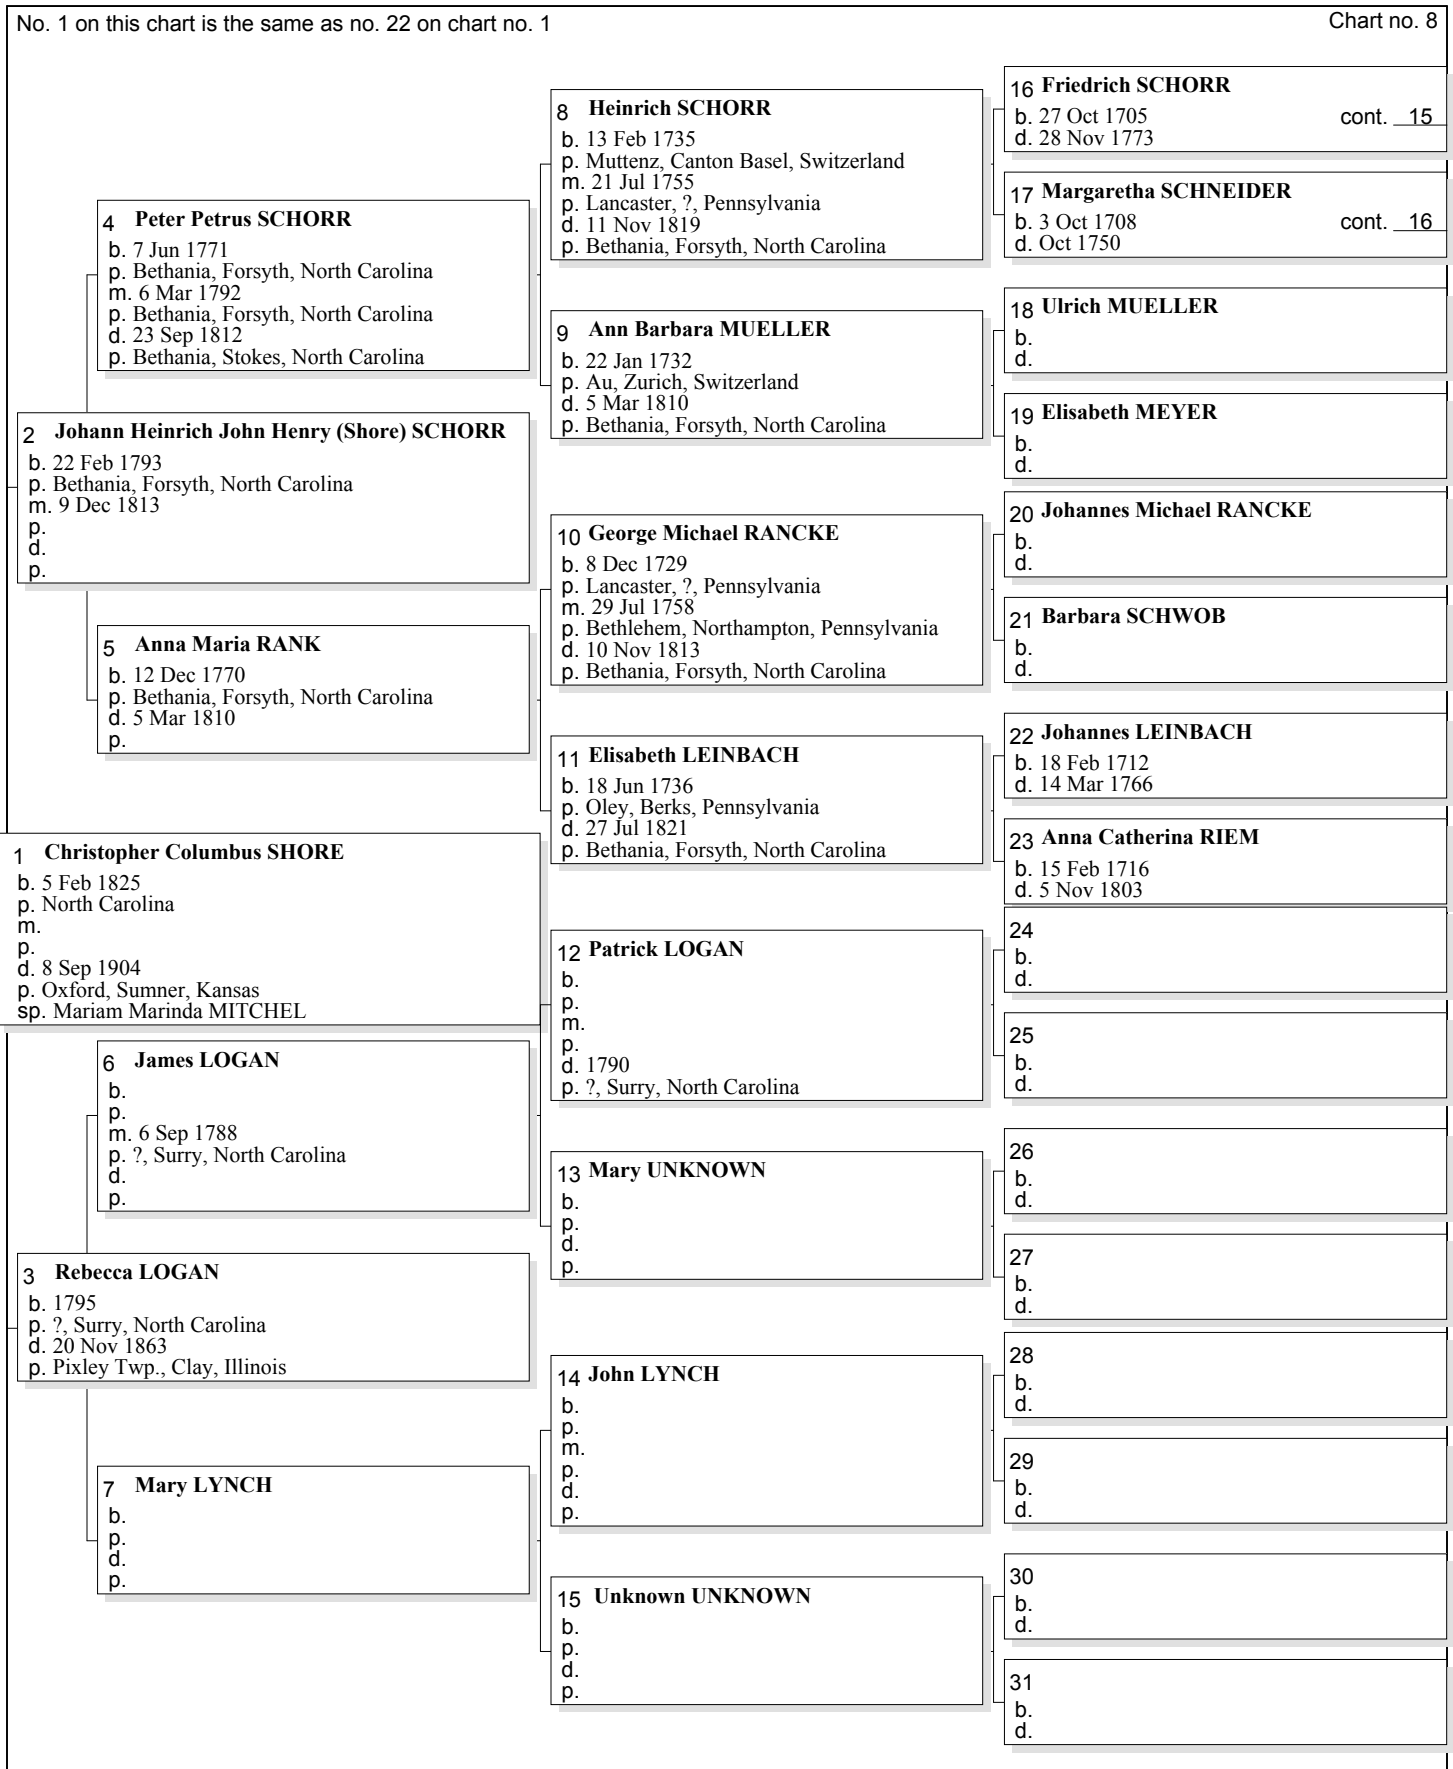 No. 1 on this chart is the same as no. 22 on chart no. 1
Chart no. 8
16 Friedrich SCHORR
b. 27 Oct 1705 cont. 15
d. 28 Nov 1773
8 Heinrich SCHORR
b. 13 Feb 1735
p. Muttenz, Canton Basel, Switzerland
m. 21 Jul 1755
p. Lancaster, ?, Pennsylvania
d. 11 Nov 1819
p. Bethania, Forsyth, North Carolina
17 Margaretha SCHNEIDER
b. 3 Oct 1708 cont. 16
d. Oct 1750
4 Peter Petrus SCHORR
b. 7 Jun 1771
p. Bethania, Forsyth, North Carolina
m. 6 Mar 1792
p. Bethania, Forsyth, North Carolina
d. 23 Sep 1812
p. Bethania, Stokes, North Carolina
18 Ulrich MUELLER
b.
d.
9 Ann Barbara MUELLER
b. 22 Jan 1732
p. Au, Zurich, Switzerland
d. 5 Mar 1810
p. Bethania, Forsyth, North Carolina
19 Elisabeth MEYER
b.
d.
2 Johann Heinrich John Henry (Shore) SCHORR
b. 22 Feb 1793
p. Bethania, Forsyth, North Carolina
m. 9 Dec 1813
p.
d.
p.
20 Johannes Michael RANCKE
b.
d.
10 George Michael RANCKE
b. 8 Dec 1729
p. Lancaster, ?, Pennsylvania
m. 29 Jul 1758
p. Bethlehem, Northampton, Pennsylvania
d. 10 Nov 1813
p. Bethania, Forsyth, North Carolina
21 Barbara SCHWOB
b.
d.
5 Anna Maria RANK
b. 12 Dec 1770
p. Bethania, Forsyth, North Carolina
d. 5 Mar 1810
p.
22 Johannes LEINBACH
b. 18 Feb 1712
d. 14 Mar 1766
11 Elisabeth LEINBACH
b. 18 Jun 1736
p. Oley, Berks, Pennsylvania
d. 27 Jul 1821
p. Bethania, Forsyth, North Carolina
23 Anna Catherina RIEM
b. 15 Feb 1716
d. 5 Nov 1803
1 Christopher Columbus SHORE
b. 5 Feb 1825
p. North Carolina
m.
p.
d. 8 Sep 1904
p. Oxford, Sumner, Kansas
sp. Mariam Marinda MITCHEL
24
b.
d.
12 Patrick LOGAN
b.
p.
m.
p.
d. 1790
p. ?, Surry, North Carolina
25
b.
d.
6 James LOGAN
b.
p.
m. 6 Sep 1788
p. ?, Surry, North Carolina
d.
p.
26
b.
d.
13 Mary UNKNOWN
b.
p.
d.
p.
27
b.
d.
3 Rebecca LOGAN
b. 1795
p. ?, Surry, North Carolina
d. 20 Nov 1863
p. Pixley Twp., Clay, Illinois
28
b.
d.
14 John LYNCH
b.
p.
m.
p.
d.
p.
29
b.
d.
7 Mary LYNCH
b.
p.
d.
p.
30
b.
d.
15 Unknown UNKNOWN
b.
p.
d.
p.
31
b.
d.